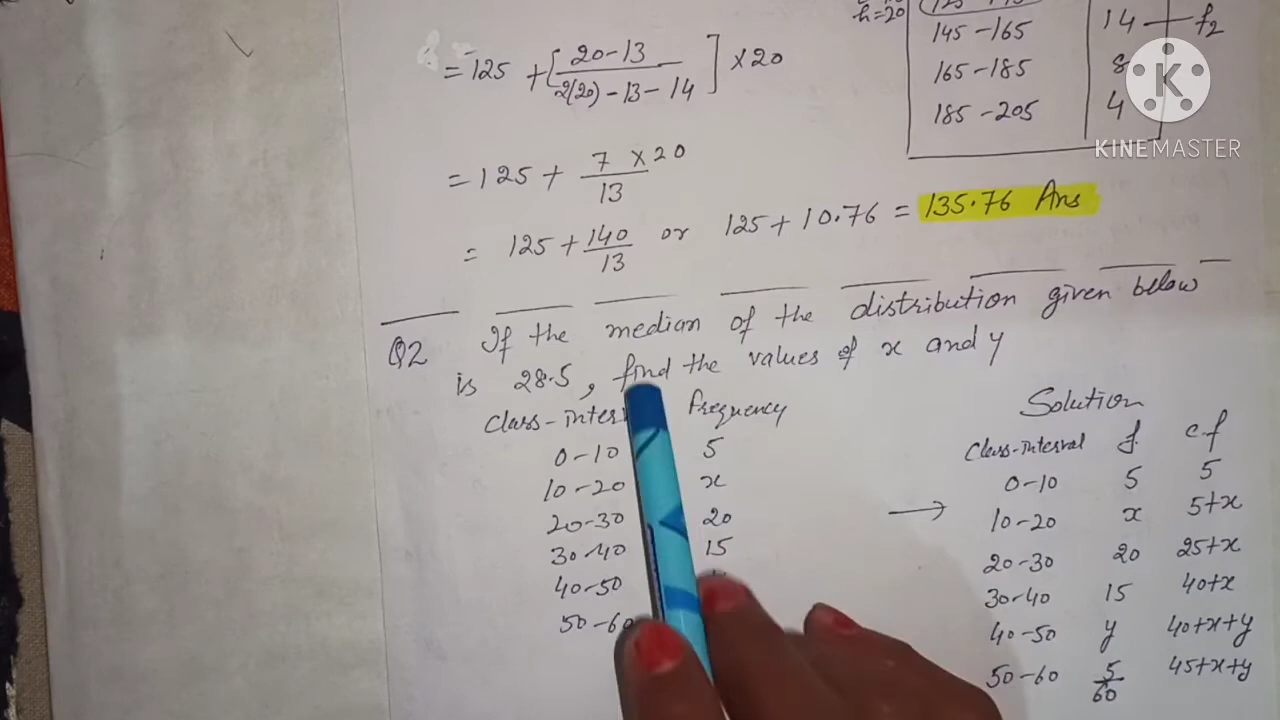 = 125 + [ 20-13 / 2(20) - 13 - 14 ] × 20
= 125 + 7 × 20 / 13
= 125 + 140/13 or 125 + 10.76 = 135.76 Ans
h=20
145-165 14 f2
165-185 8
185-205 4
K
KINEMASTER
Q2 If the median of the distribution given below
is 28.5, find the values of x and y
Class-inter Frequency
0-10 5
10-20 x
20-30 20
30-40 15
40-50
50-60
Solution
Class-interval f c.f
0-10 5 5
→ 10-20 x 5+x
20-30 20 25+x
30-40 15 40+x
40-50 y 40+x+y
50-60 5 45+x+y
60